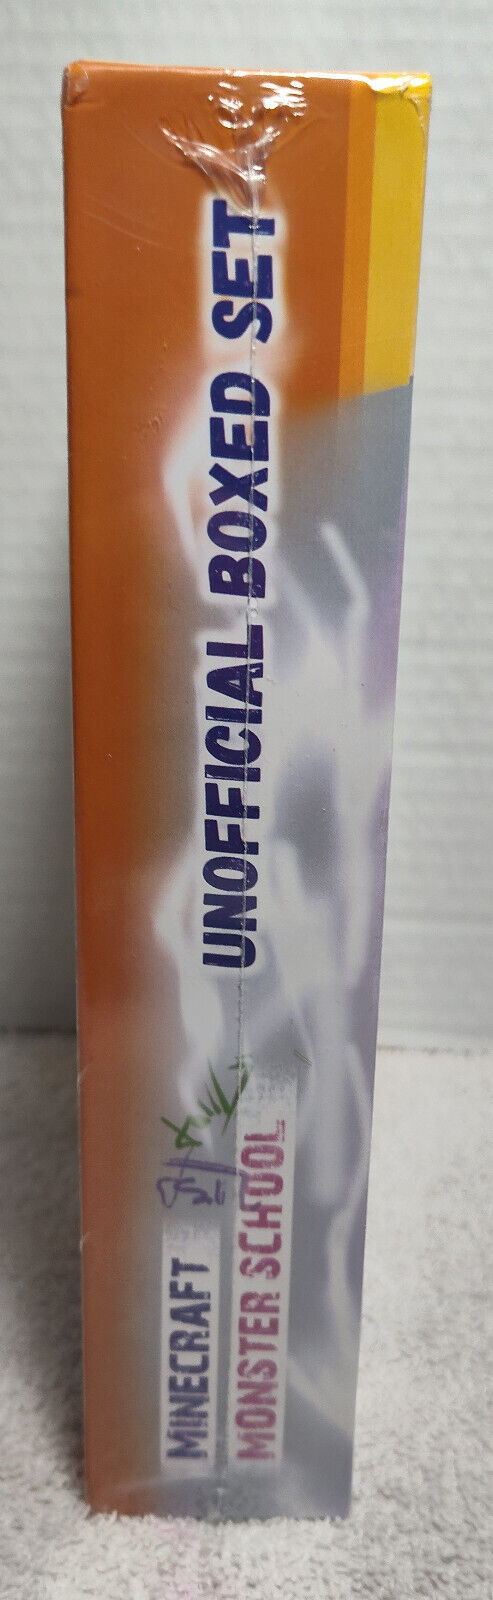 MINECRAFT
MONSTER SCHOOL
UNOFFICIAL BOXED SET